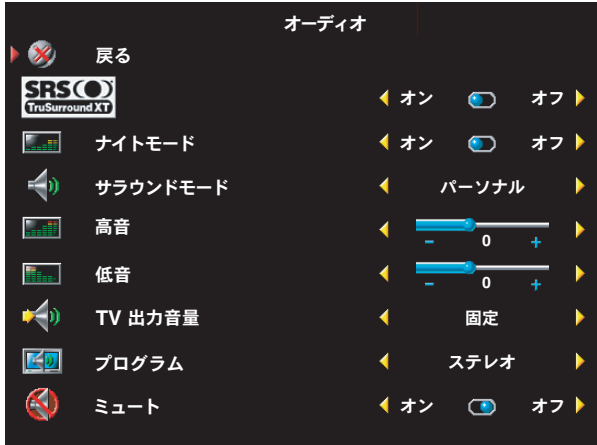 オーディオ
戻る
SRS
TruSurround XT
オン オフ
ナイトモード オン オフ
サラウンドモード パーソナル
高音
− 0 +
低音
− 0 +
TV 出力音量 固定
プログラム ステレオ
ミュート オン オフ